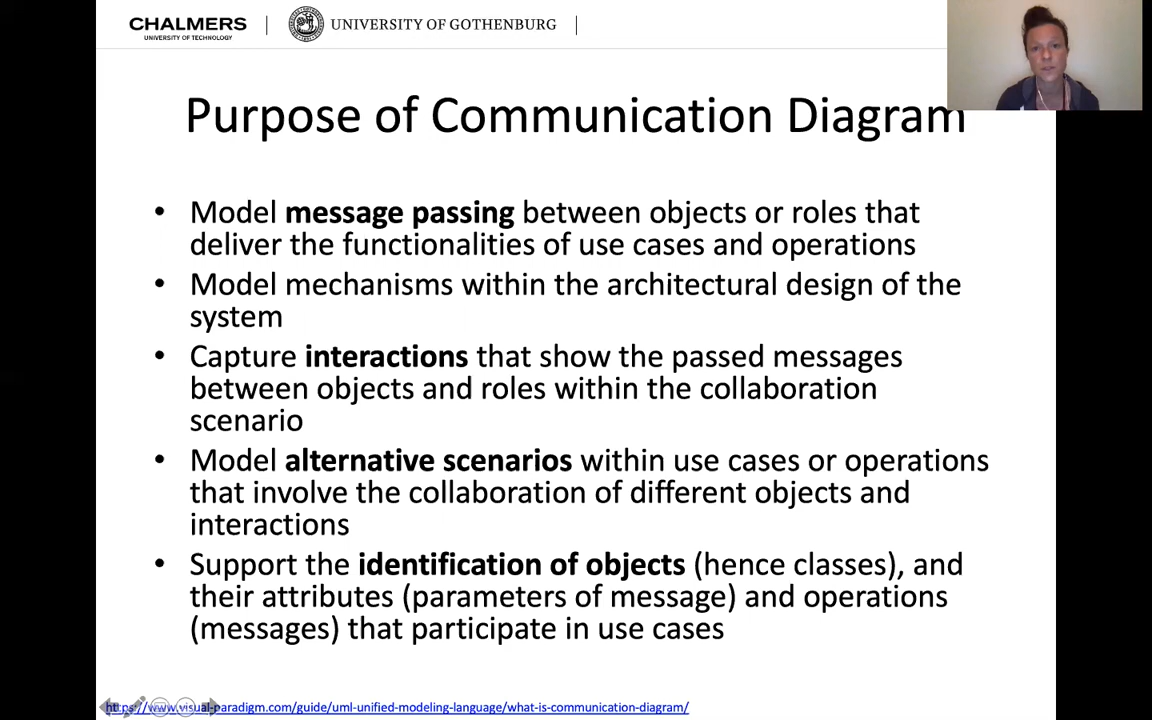 CHALMERS
UNIVERSITY OF TECHNOLOGY
UNIVERSITY OF GOTHENBURG
Purpose of Communication Diagram
• Model message passing between objects or roles that
deliver the functionalities of use cases and operations
• Model mechanisms within the architectural design of the
system
• Capture interactions that show the passed messages
between objects and roles within the collaboration
scenario
• Model alternative scenarios within use cases or operations
that involve the collaboration of different objects and
interactions
• Support the identification of objects (hence classes), and
their attributes (parameters of message) and operations
(messages) that participate in use cases
https://www.visual-paradigm.com/guide/uml-unified-modeling-language/what-is-communication-diagram/